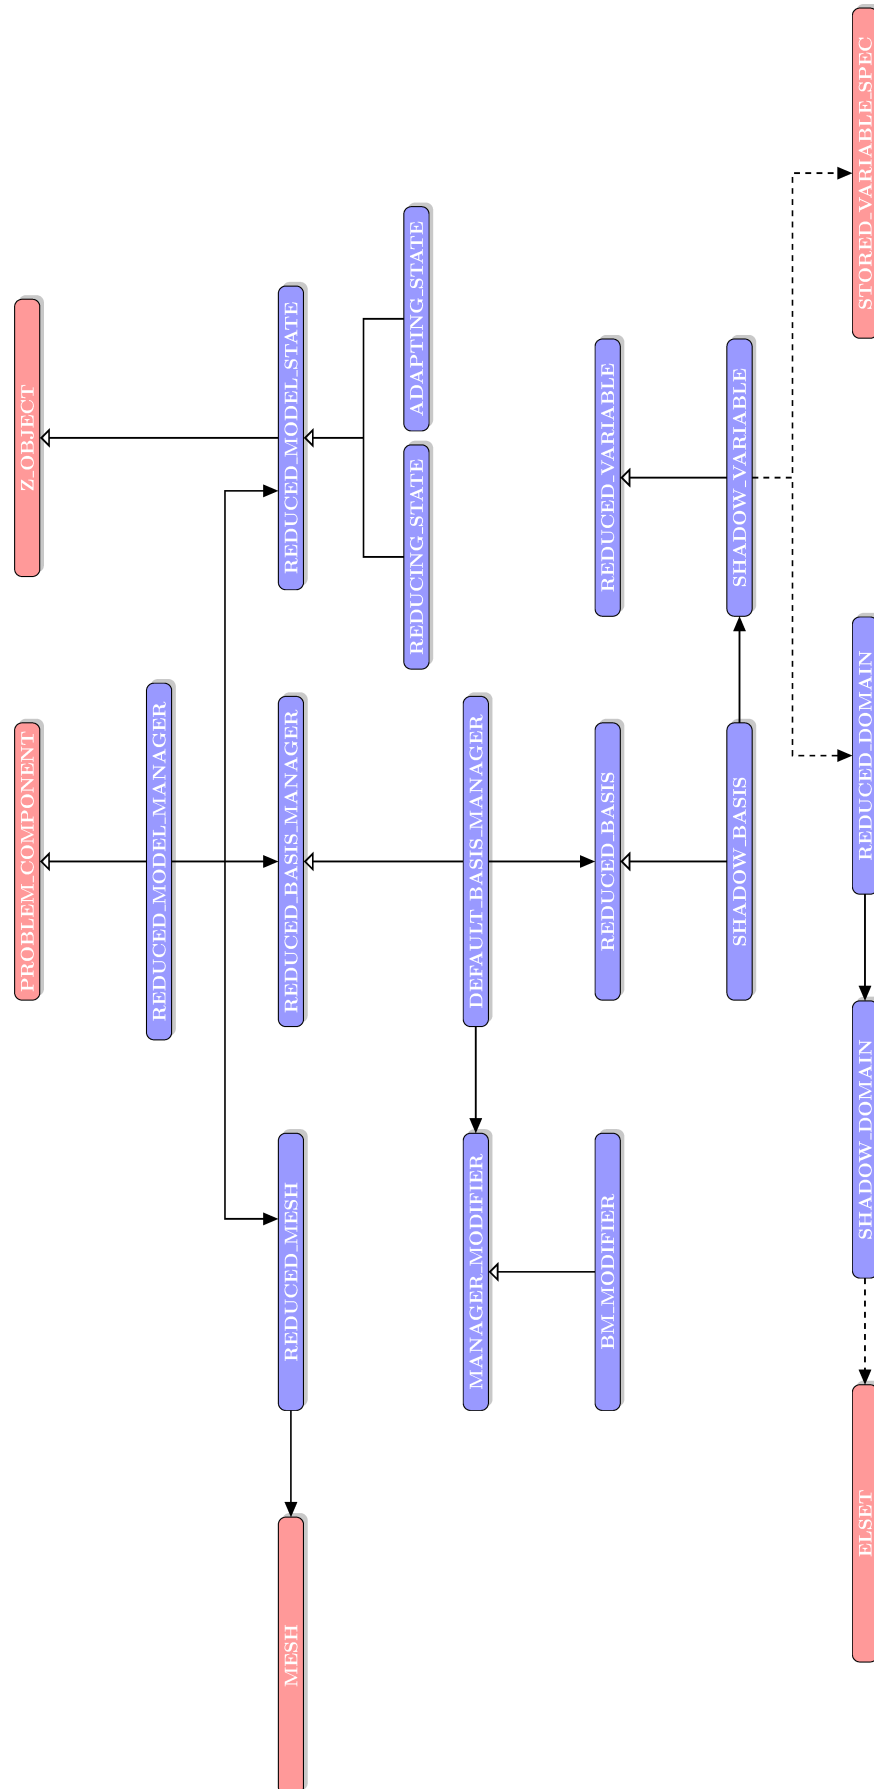 PROBLEM_COMPONENT
Z_OBJECT
REDUCED_MODEL_MANAGER
MESH
REDUCED_MESH
REDUCED_BASIS_MANAGER
REDUCED_MODEL_STATE
REDUCING_STATE
ADAPTING_STATE
MANAGER_MODIFIER
DEFAULT_BASIS_MANAGER
BM_MODIFIER
REDUCED_BASIS
REDUCED_VARIABLE
SHADOW_BASIS
SHADOW_VARIABLE
ELSET
SHADOW_DOMAIN
REDUCED_DOMAIN
STORED_VARIABLE_SPEC